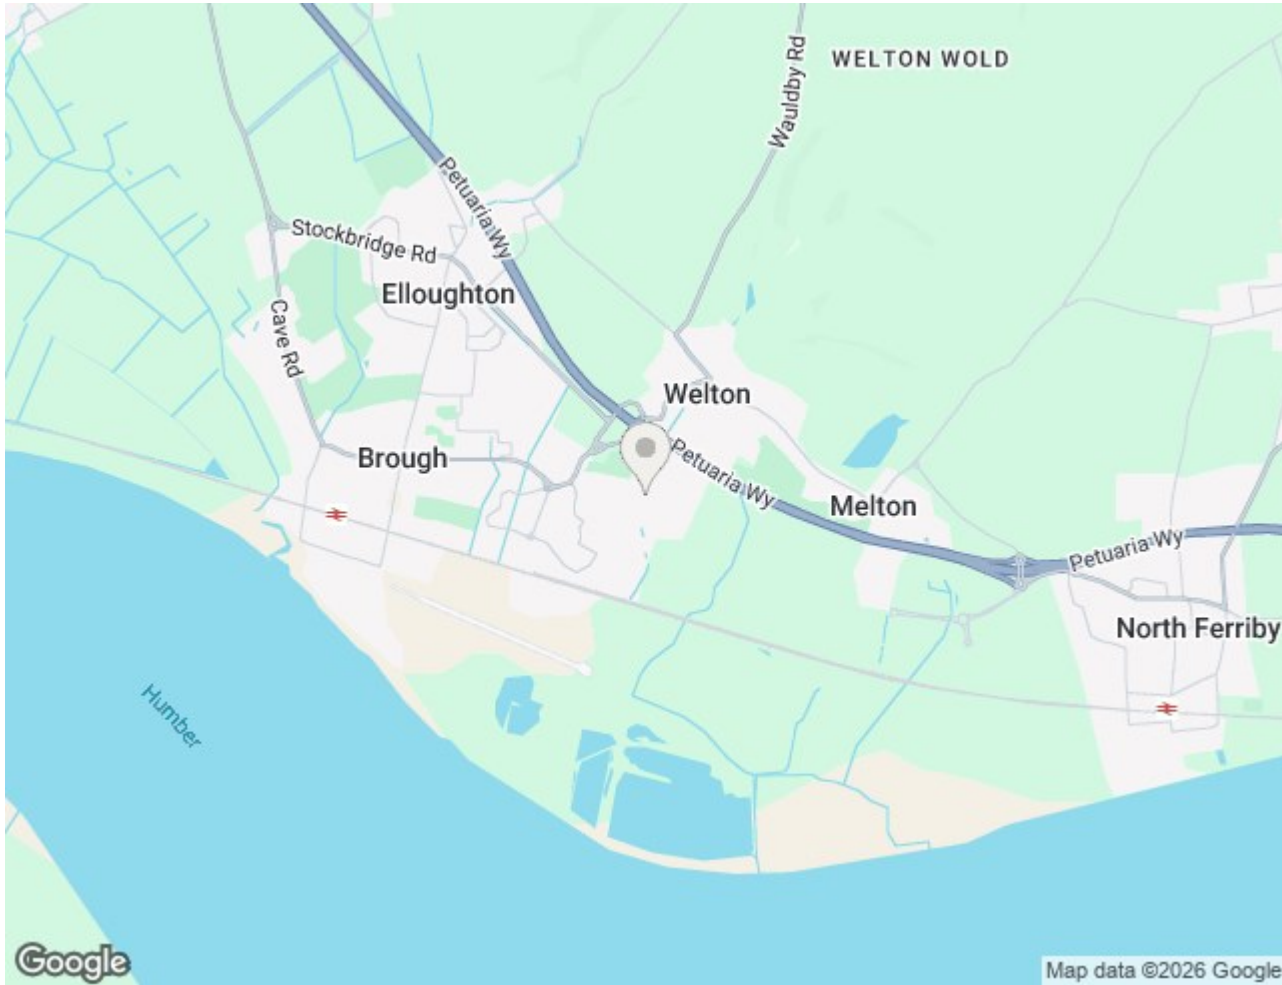 WELTON WOLD
Wauldby Rd
Petuaria Wy
Stockbridge Rd
Elloughton
Cave Rd
Welton
Brough
Petuaria Wy
Melton
Petuaria Wy
North Ferriby
Humber
Google
Map data ©2026 Google